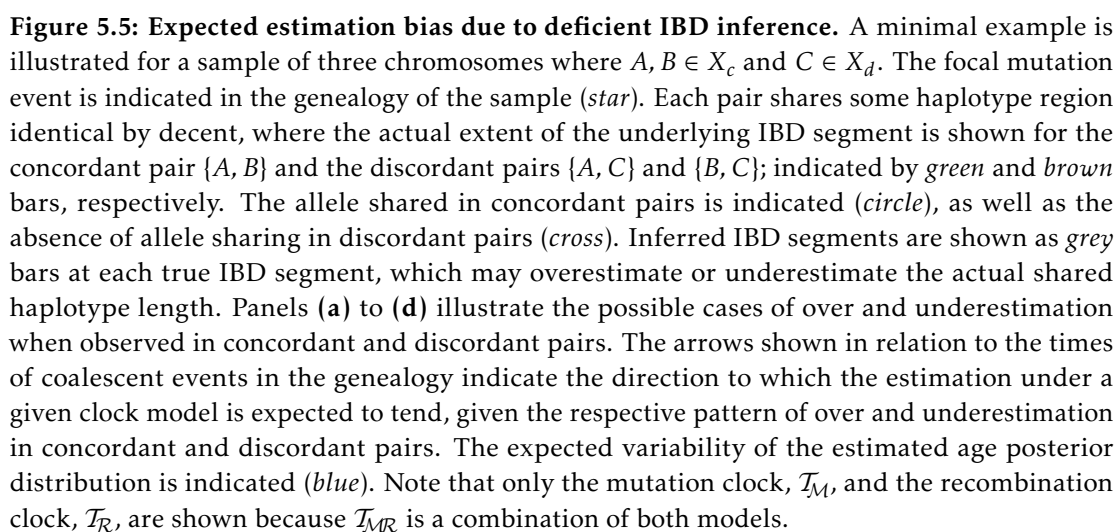 Figure 5.5: Expected estimation bias due to deficient IBD inference. A minimal example is
illustrated for a sample of three chromosomes where A, B ∈ X_c and C ∈ X_d. The focal mutation
event is indicated in the genealogy of the sample (star). Each pair shares some haplotype region
identical by decent, where the actual extent of the underlying IBD segment is shown for the
concordant pair {A, B} and the discordant pairs {A, C} and {B, C}; indicated by green and brown
bars, respectively. The allele shared in concordant pairs is indicated (circle), as well as the
absence of allele sharing in discordant pairs (cross). Inferred IBD segments are shown as grey
bars at each true IBD segment, which may overestimate or underestimate the actual shared
haplotype length. Panels (a) to (d) illustrate the possible cases of over and underestimation
when observed in concordant and discordant pairs. The arrows shown in relation to the times
of coalescent events in the genealogy indicate the direction to which the estimation under a
given clock model is expected to tend, given the respective pattern of over and underestimation
in concordant and discordant pairs. The expected variability of the estimated age posterior
distribution is indicated (blue). Note that only the mutation clock, 𝒯_ℳ, and the recombination
clock, 𝒯_ℛ, are shown because 𝒯_ℳℛ is a combination of both models.